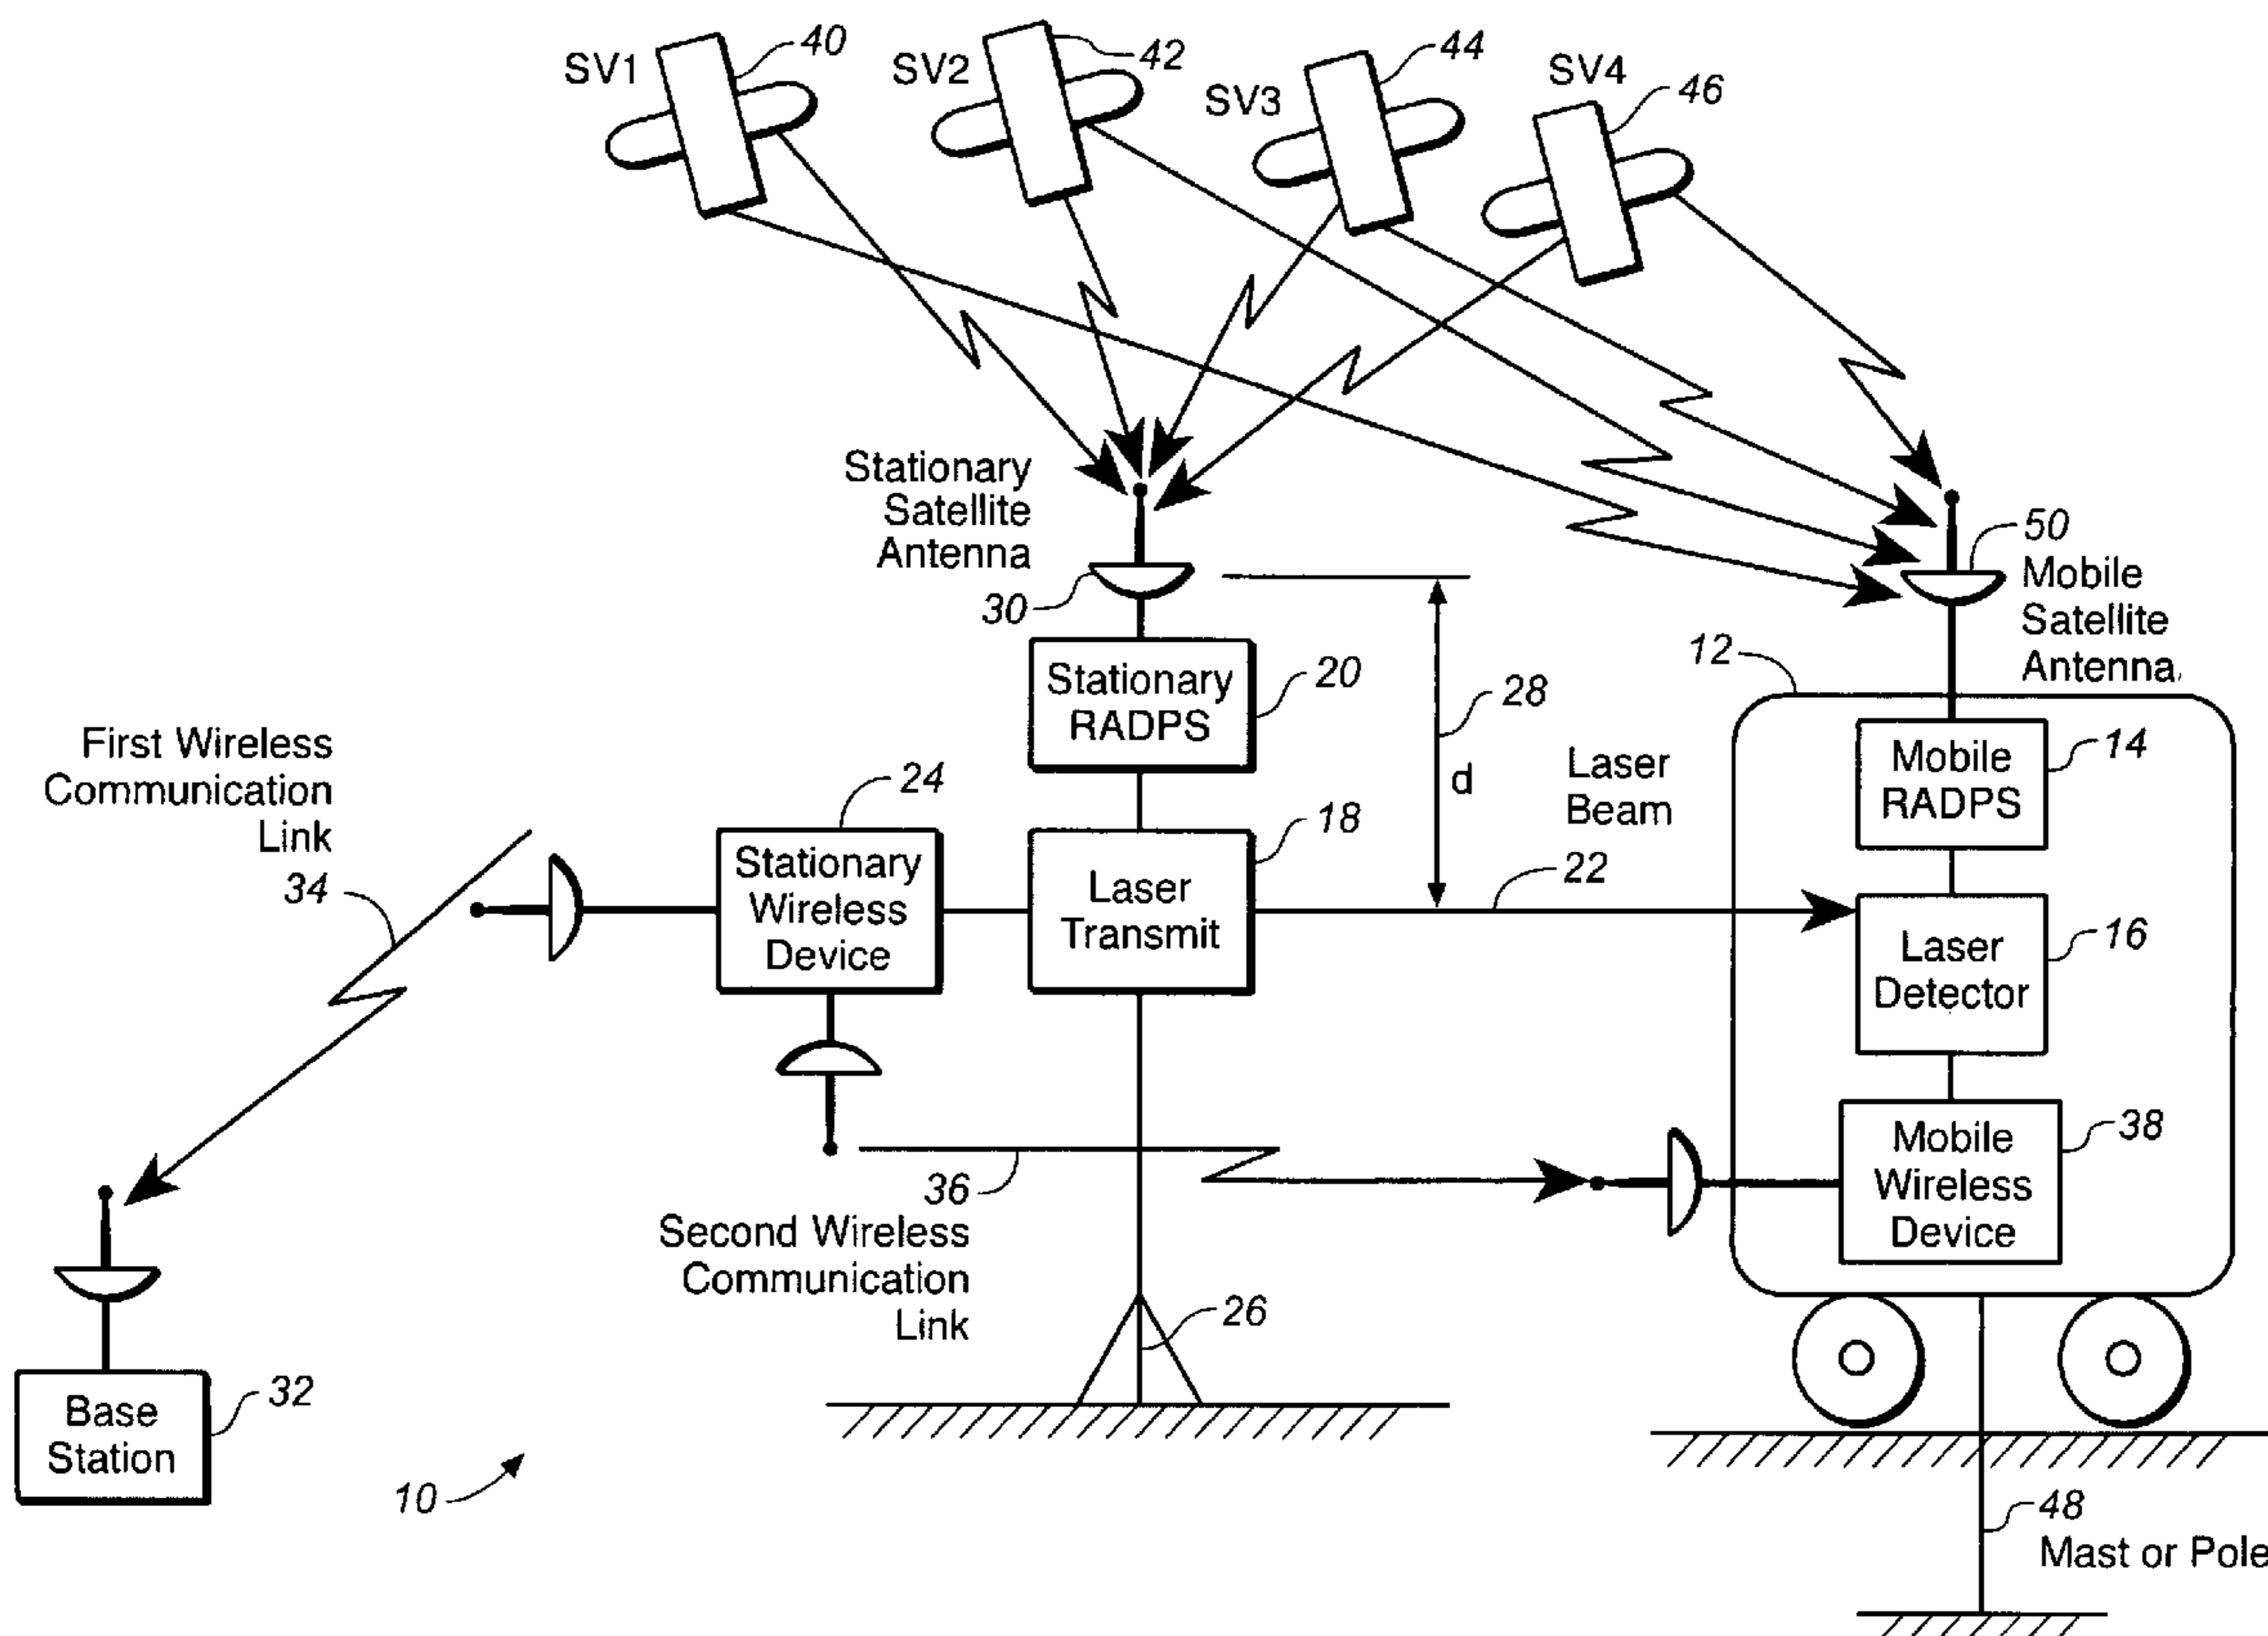 SV1
40
SV2
42
SV3
44
SV4
46
Stationary
Satellite
Antenna
30
50
Mobile
Satellite
Antenna
12
Stationary
RADPS
20
28
d
Laser
Beam
Mobile
RADPS
14
First Wireless
Communication
Link
34
24
Stationary
Wireless
Device
18
Laser
Transmit
22
Laser
Detector
16
36
Second Wireless
Communication
Link
Mobile
Wireless
Device
38
26
Base
Station
32
10
48
Mast or Pole